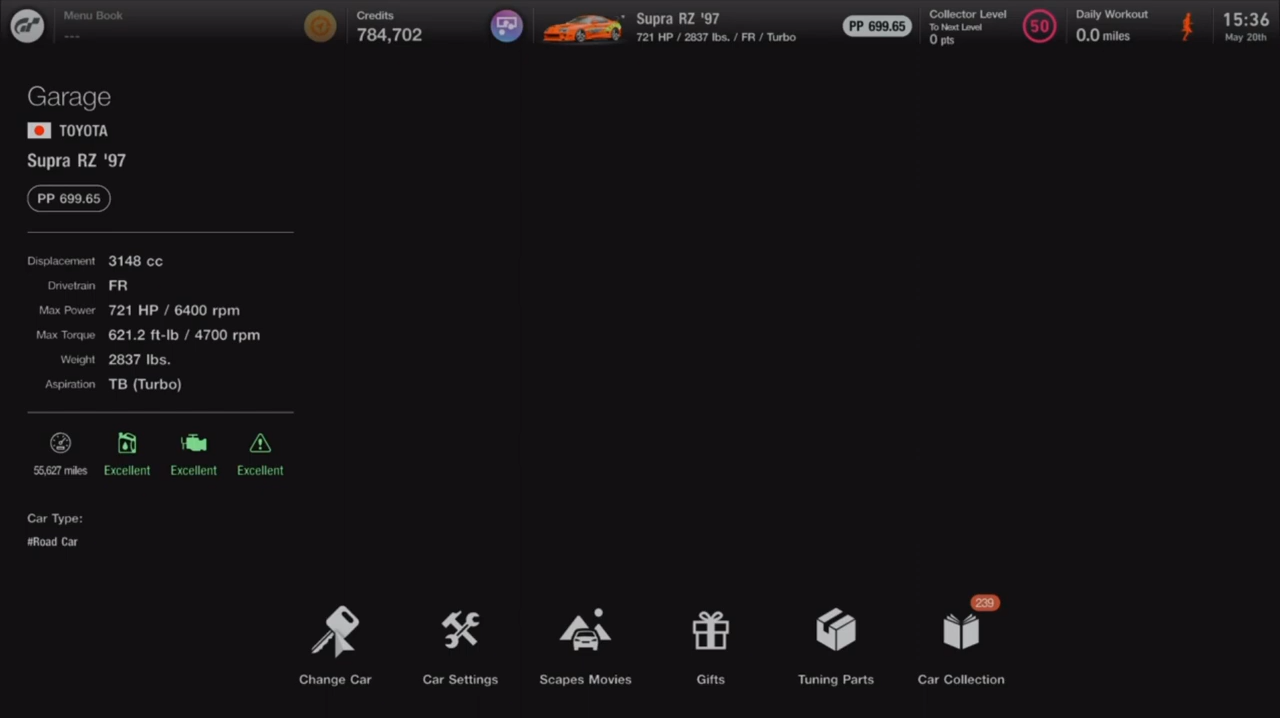 Menu Book
---
Credits
784,702
Supra RZ '97
721 HP / 2837 lbs. / FR / Turbo
PP 699.65
Collector Level
To Next Level
0 pts
50
Daily Workout
0.0 miles
15:36
May 20th
Garage
TOYOTA
Supra RZ '97
PP 699.65
Displacement 3148 cc
Drivetrain FR
Max Power 721 HP / 6400 rpm
Max Torque 621.2 ft-lb / 4700 rpm
Weight 2837 lbs.
Aspiration TB (Turbo)
55,627 miles Excellent Excellent Excellent
Car Type:
#Road Car
239
Change Car Car Settings Scapes Movies Gifts Tuning Parts Car Collection